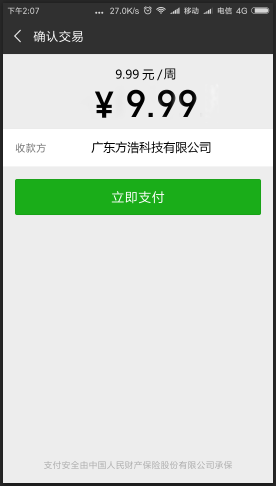 下午2:07 ... 27.0K/s 移动 电信 4G
确认交易
9.99 元 /周
¥ 9.99
收款方 广东方浩科技有限公司
立即支付
支付安全由中国人民财产保险股份有限公司承保